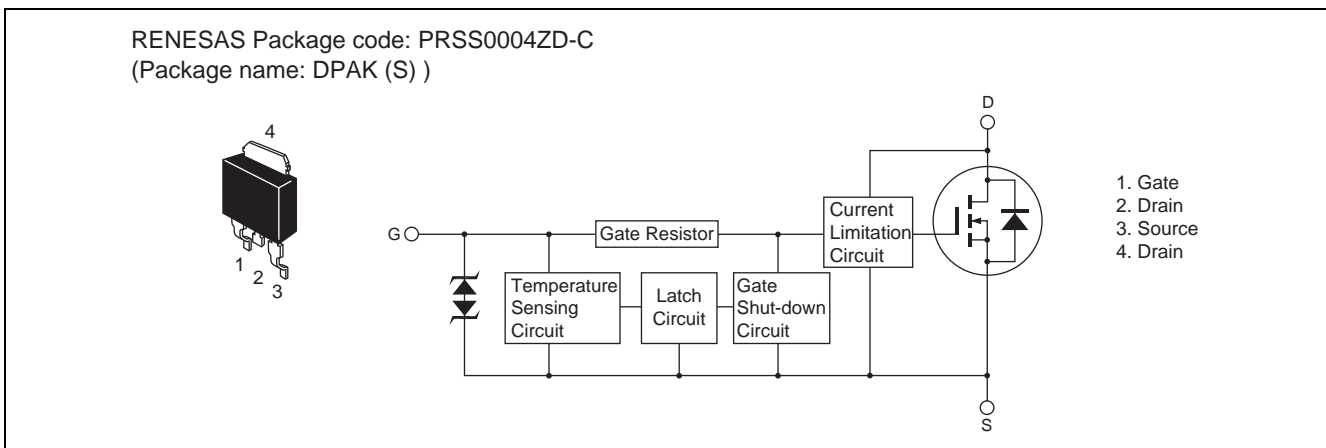 RENESAS Package code: PRSS0004ZD-C
(Package name: DPAK (S) )
4
1
2
3
G
Gate Resistor
Temperature
Sensing
Circuit
Latch
Circuit
Gate
Shut-down
Circuit
Current
Limitation
Circuit
D
S
1. Gate
2. Drain
3. Source
4. Drain